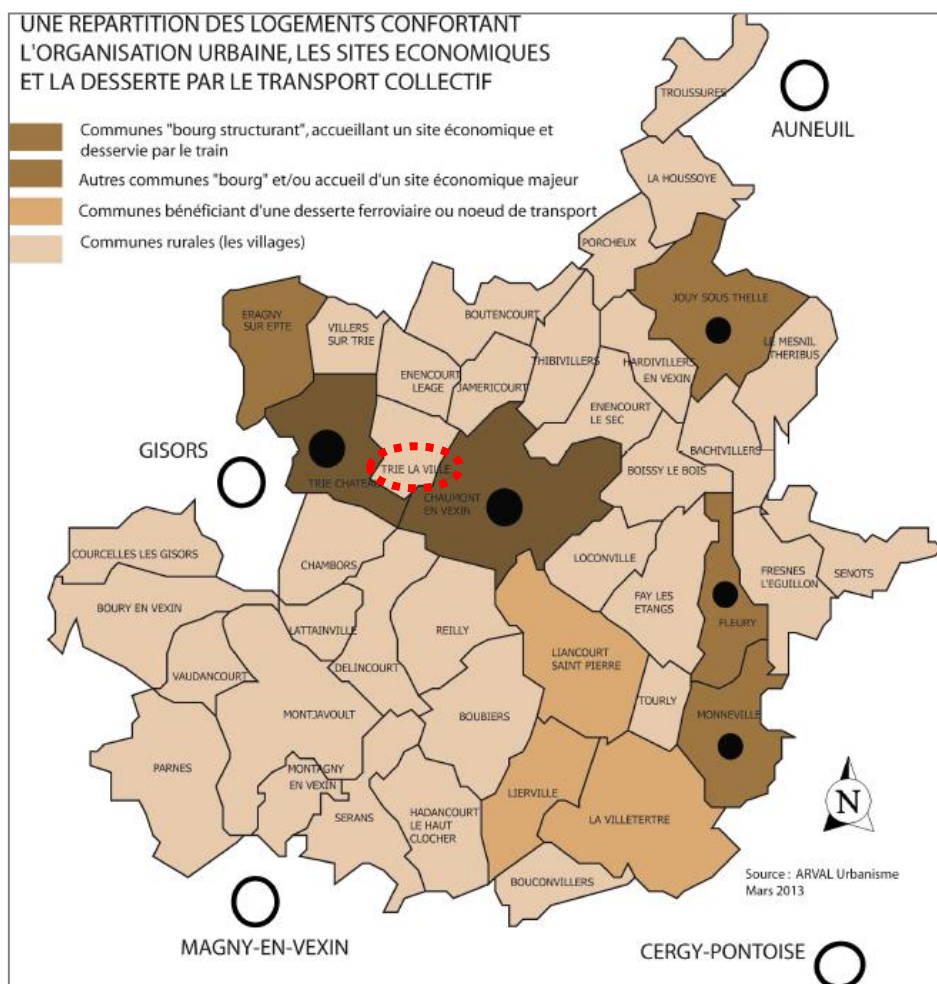 UNE REPARTITION DES LOGEMENTS CONFORTANT
L'ORGANISATION URBAINE, LES SITES ECONOMIQUES
ET LA DESSERTE PAR LE TRANSPORT COLLECTIF
Communes "bourg structurant", accueillant un site économique et
desservie par le train
Autres communes "bourg" et/ou accueil d'un site économique majeur
Communes bénéficiant d'une desserte ferroviaire ou noeud de transport
Communes rurales (les villages)
TROUSSURES
AUNEUIL
LA HOUSSOYE
PORCHEUX
JOUY SOUS THELLE
ERAGNY
SUR EPTE
VILLERS
SUR TRIE
BOUTENCOURT
LE MESNIL
THERIBUS
THIBIVILLERS
HARDIVILLERS
EN VEXIN
ENENCOURT
LEAGE
JAMERICOURT
ENENCOURT
LE SEC
GISORS
TRIE LA VILLE
BACHIVILLERS
BOISSY LE BOIS
TRIE CHATEAU
CHAUMONT
EN VEXIN
COURCELLES LES GISORS
CHAMBORS
LOCONVILLE
FRESNES
L'EGUILLON
SENOTS
BOURY EN VEXIN
FAY LES
ETANGS
FLEURY
LATTAINVILLE
REILLY
LIANCOURT
SAINT PIERRE
VAUDANCOURT
DELINCOURT
TOURLY
MONTJAVOULT
BOUBIERS
MONNEVILLE
PARNES
MONTAGNY
EN VEXIN
LIERVILLE
SERANS
HADANCOURT
LE HAUT
CLOCHER
LA VILLETERTRE
N
BOUCONVILLERS
Source : ARVAL Urbanisme
Mars 2013
MAGNY-EN-VEXIN
CERGY-PONTOISE